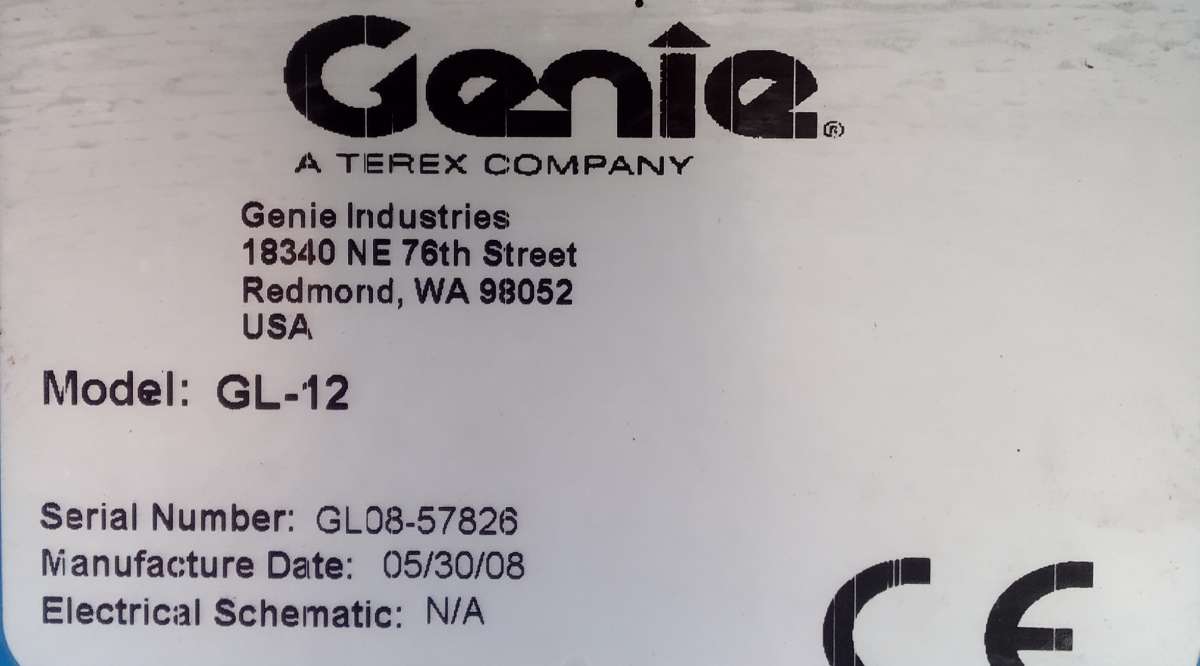 Genie®
A TEREX COMPANY
Genie Industries
18340 NE 76th Street
Redmond, WA 98052
USA
Model: GL-12
Serial Number: GL08-57826
Manufacture Date: 05/30/08
Electrical Schematic: N/A
CE